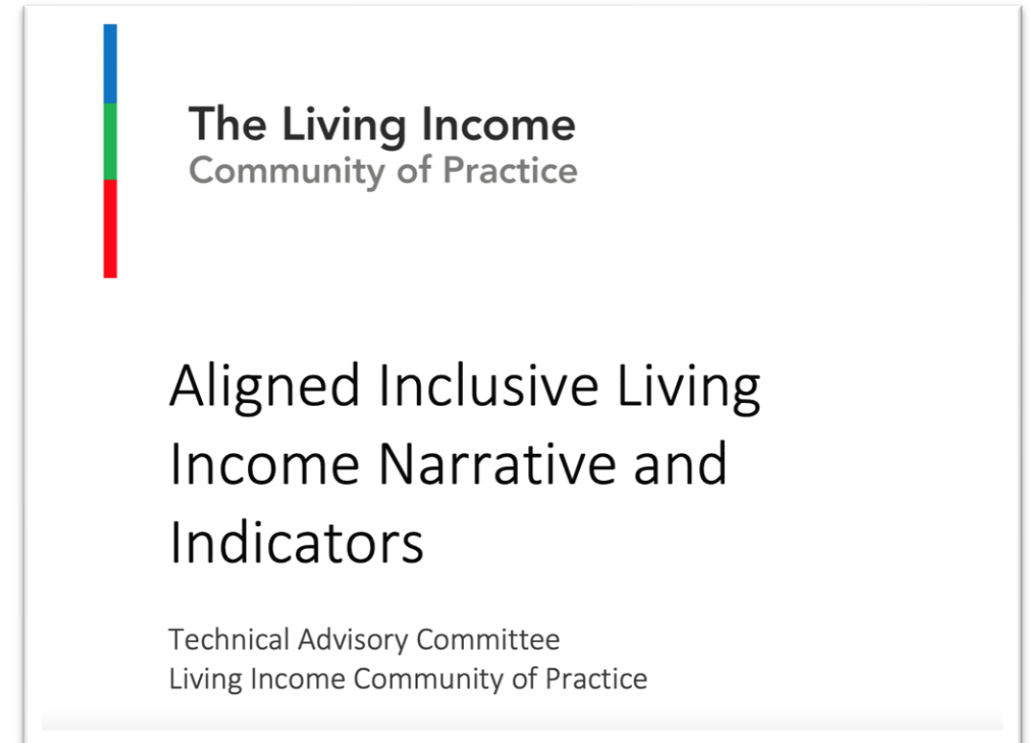 The Living Income
Community of Practice
Aligned Inclusive Living
Income Narrative and
Indicators
Technical Advisory Committee
Living Income Community of Practice